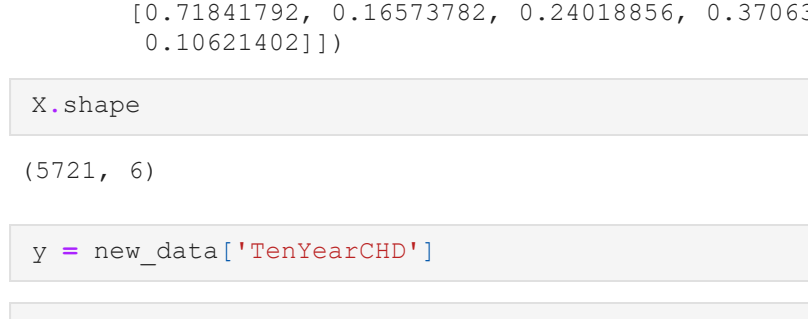 [0.71841792, 0.16573782, 0.24018856, 0.37063
0.10621402]])
X.shape
(5721, 6)
y = new_data['TenYearCHD']